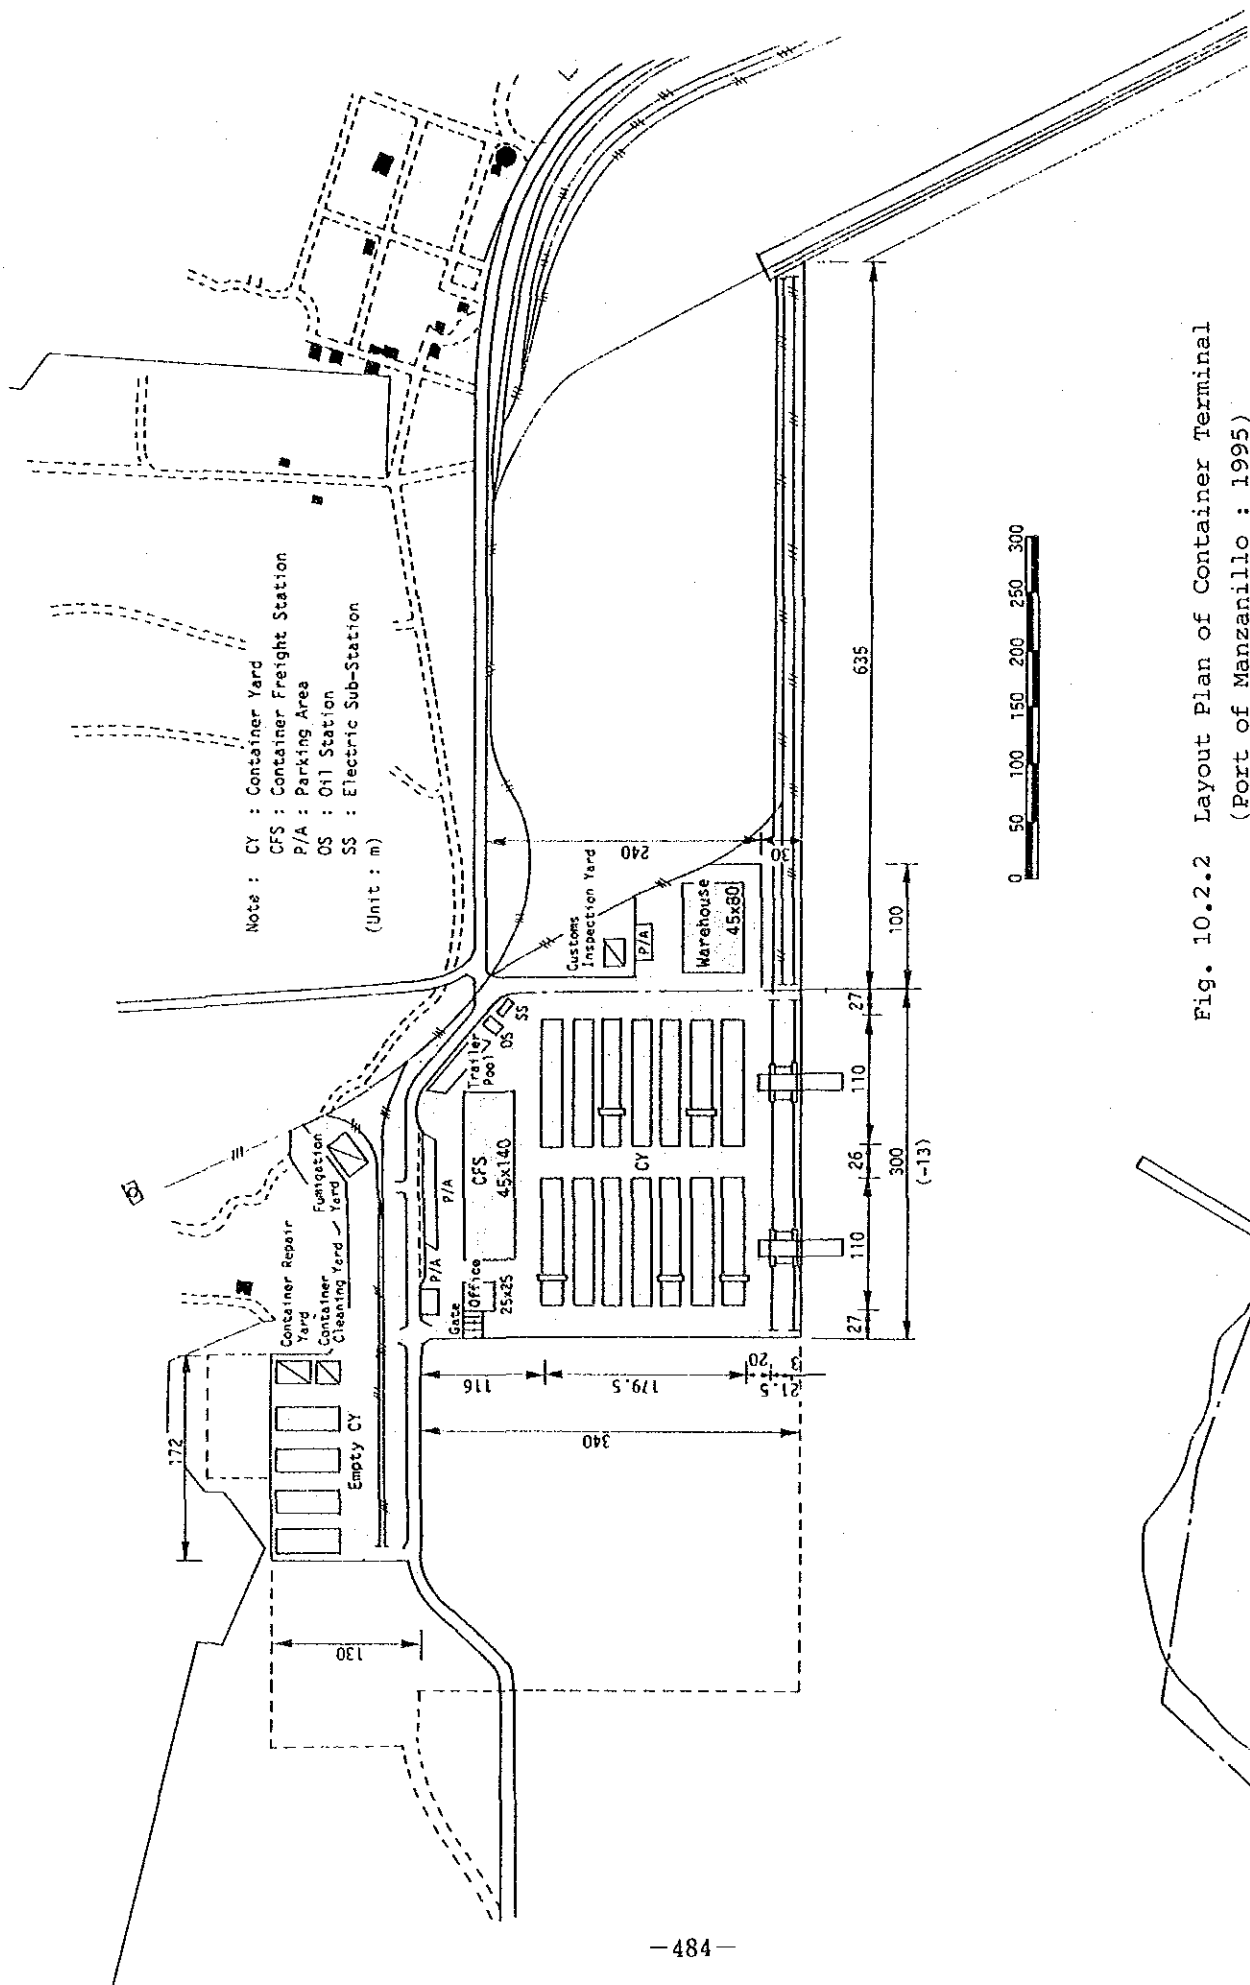 Note : CY : Container Yard
CFS : Container Freight Station
P/A : Parking Area
OS : Oil Station
SS : Electric Sub-Station
(Unit : m)
172
Container Repair
Yard
Container
Cleaning Yard
Fumigation
Yard
Empty CY
130
Gate
Office
25x25
P/A
P/A
CFS
45x140
Trailer
Pool
OS
SS
Customs
Inspection Yard
P/A
Warehouse
45x80
240
30
116
179.5
20
21.5
3
340
CY
27
110
26
110
27
100
635
300
(-13)
0 50 100 150 200 250 300
Fig. 10.2.2 Layout Plan of Container Terminal
(Port of Manzanillo : 1995)
-484-